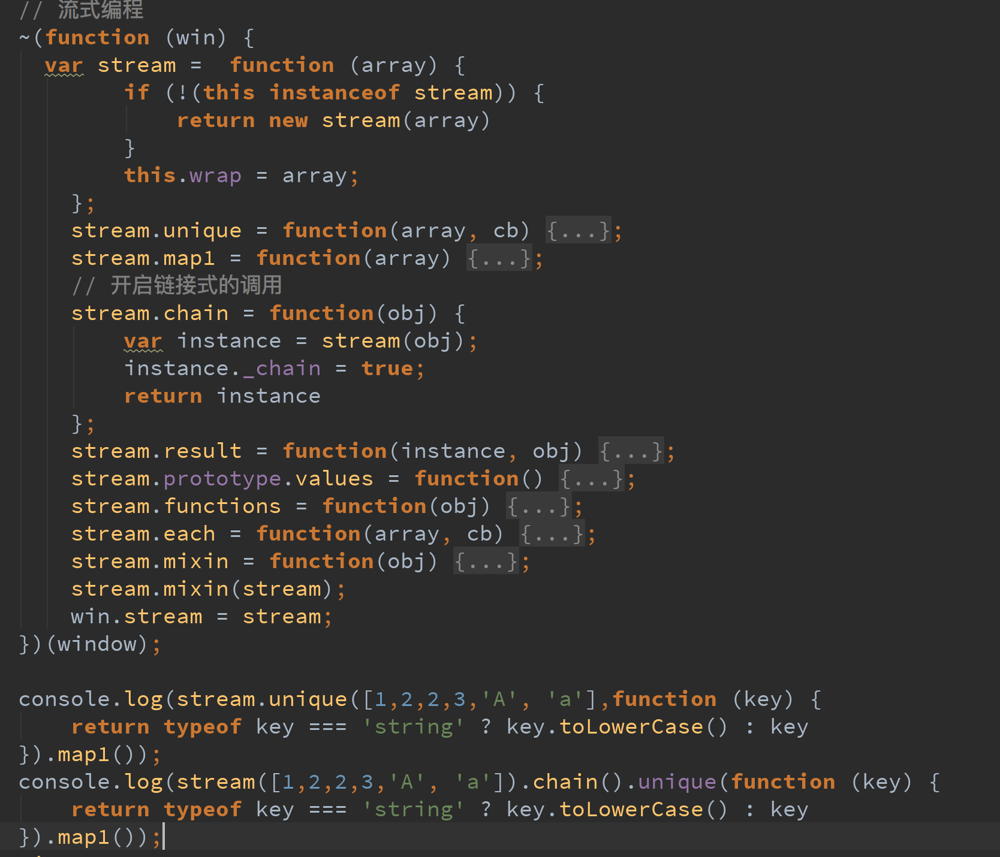 // 流式编程
~(function (win) {
  var stream =  function (array) {
        if (!(this instanceof stream)) {
            return new stream(array)
        }
        this.wrap = array;
    };
    stream.unique = function(array, cb) {...};
    stream.map1 = function(array) {...};
    // 开启链接式的调用
    stream.chain = function(obj) {
        var instance = stream(obj);
        instance._chain = true;
        return instance
    };
    stream.result = function(instance, obj) {...};
    stream.prototype.values = function() {...};
    stream.functions = function(obj) {...};
    stream.each = function(array, cb) {...};
    stream.mixin = function(obj) {...};
    stream.mixin(stream);
    win.stream = stream;
})(window);

console.log(stream.unique([1,2,2,3,'A', 'a'],function (key) {
    return typeof key === 'string' ? key.toLowerCase() : key
}).map1());
console.log(stream([1,2,2,3,'A', 'a']).chain().unique(function (key) {
    return typeof key === 'string' ? key.toLowerCase() : key
}).map1());